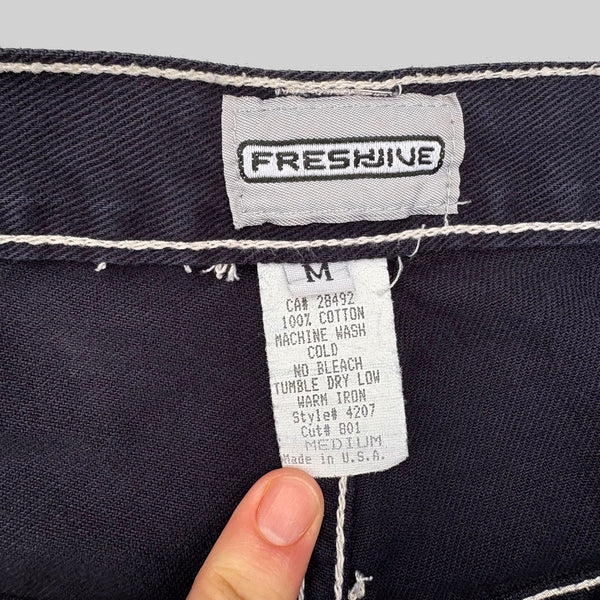 FRESHJIVE
M
CA# 28492
100% COTTON
MACHINE WASH
COLD
NO BLEACH
TUMBLE DRY LOW
WARM IRON
Style# 4207
Cut# 801
MEDIUM
Made in U.S.A.